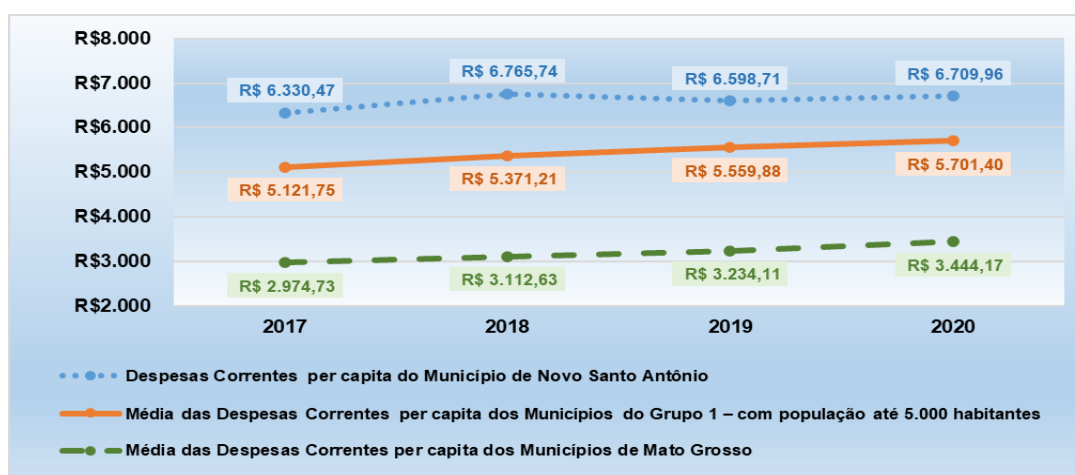 R$8.000
R$7.000
R$6.000
R$5.000
R$4.000
R$3.000
R$2.000
R$ 6.330,47
R$ 6.765,74
R$ 6.598,71
R$ 6.709,96
R$ 5.121,75
R$ 5.371,21
R$ 5.559,88
R$ 5.701,40
R$ 2.974,73
R$ 3.112,63
R$ 3.234,11
R$ 3.444,17
2017
2018
2019
2020
Despesas Correntes per capita do Município de Novo Santo Antônio
Média das Despesas Correntes per capita dos Municípios do Grupo 1 – com população até 5.000 habitantes
Média das Despesas Correntes per capita dos Municípios de Mato Grosso